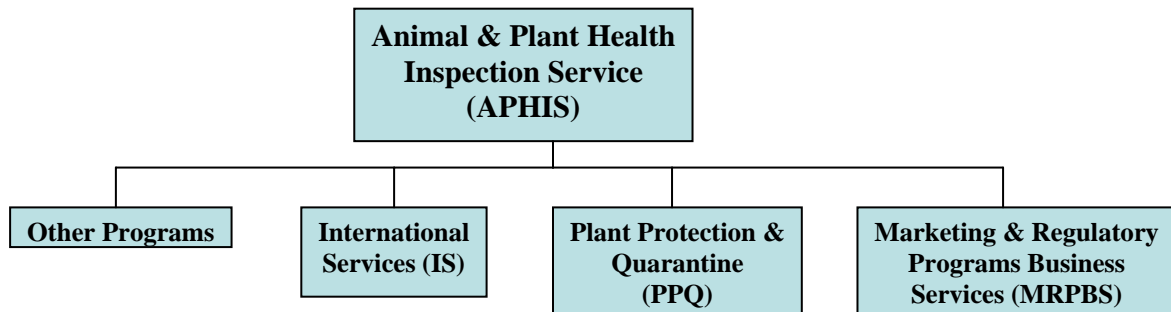 Animal & Plant Health
Inspection Service
(APHIS)
Other Programs
International
Services (IS)
Plant Protection &
Quarantine
(PPQ)
Marketing & Regulatory
Programs Business
Services (MRPBS)